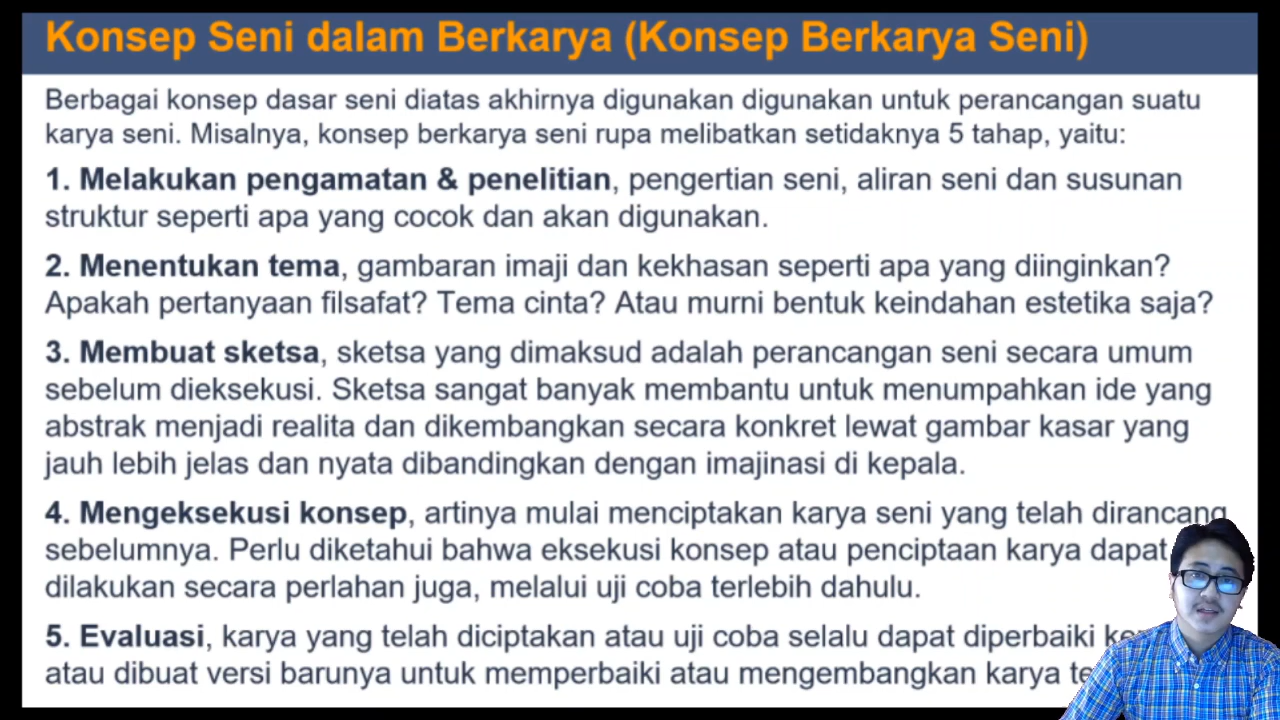 Konsep Seni dalam Berkarya (Konsep Berkarya Seni)
Berbagai konsep dasar seni diatas akhirnya digunakan digunakan untuk perancangan suatu
karya seni. Misalnya, konsep berkarya seni rupa melibatkan setidaknya 5 tahap, yaitu:
1. Melakukan pengamatan & penelitian, pengertian seni, aliran seni dan susunan
struktur seperti apa yang cocok dan akan digunakan.
2. Menentukan tema, gambaran imaji dan kekhasan seperti apa yang diinginkan?
Apakah pertanyaan filsafat? Tema cinta? Atau murni bentuk keindahan estetika saja?
3. Membuat sketsa, sketsa yang dimaksud adalah perancangan seni secara umum
sebelum dieksekusi. Sketsa sangat banyak membantu untuk menumpahkan ide yang
abstrak menjadi realita dan dikembangkan secara konkret lewat gambar kasar yang
jauh lebih jelas dan nyata dibandingkan dengan imajinasi di kepala.
4. Mengeksekusi konsep, artinya mulai menciptakan karya seni yang telah dirancang
sebelumnya. Perlu diketahui bahwa eksekusi konsep atau penciptaan karya dapat
dilakukan secara perlahan juga, melalui uji coba terlebih dahulu.
5. Evaluasi, karya yang telah diciptakan atau uji coba selalu dapat diperbaiki
atau dibuat versi barunya untuk memperbaiki atau mengembangkan karya